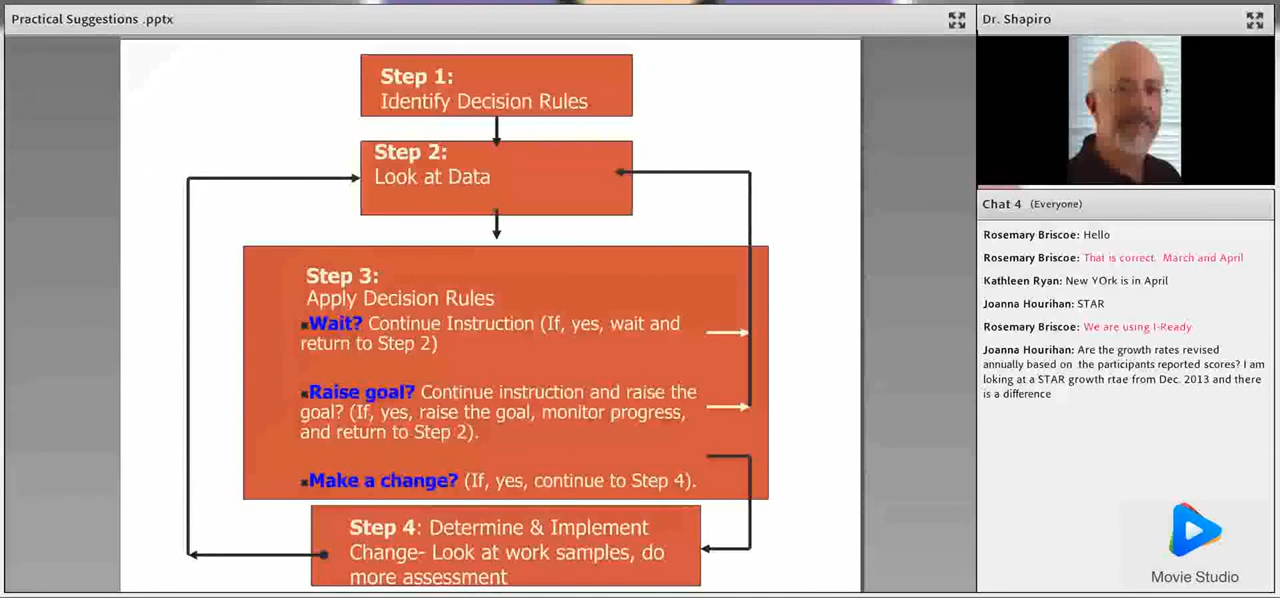 Practical Suggestions .pptx
Step 1:
Identify Decision Rules
Step 2:
Look at Data
Step 3:
Apply Decision Rules
▪Wait? Continue Instruction (If, yes, wait and
return to Step 2)
▪Raise goal? Continue instruction and raise the
goal? (If, yes, raise the goal, monitor progress,
and return to Step 2).
▪Make a change? (If, yes, continue to Step 4).
Step 4: Determine & Implement
Change- Look at work samples, do
more assessment
Dr. Shapiro
Chat 4 (Everyone)
Rosemary Briscoe: Hello
Rosemary Briscoe: That is correct. March and April
Kathleen Ryan: New YOrk is in April
Joanna Hourihan: STAR
Rosemary Briscoe: We are using I-Ready
Joanna Hourihan: Are the growth rates revised
annually based on the participants reported scores? I am
loking at a STAR growth rtae from Dec. 2013 and there
is a difference
Movie Studio